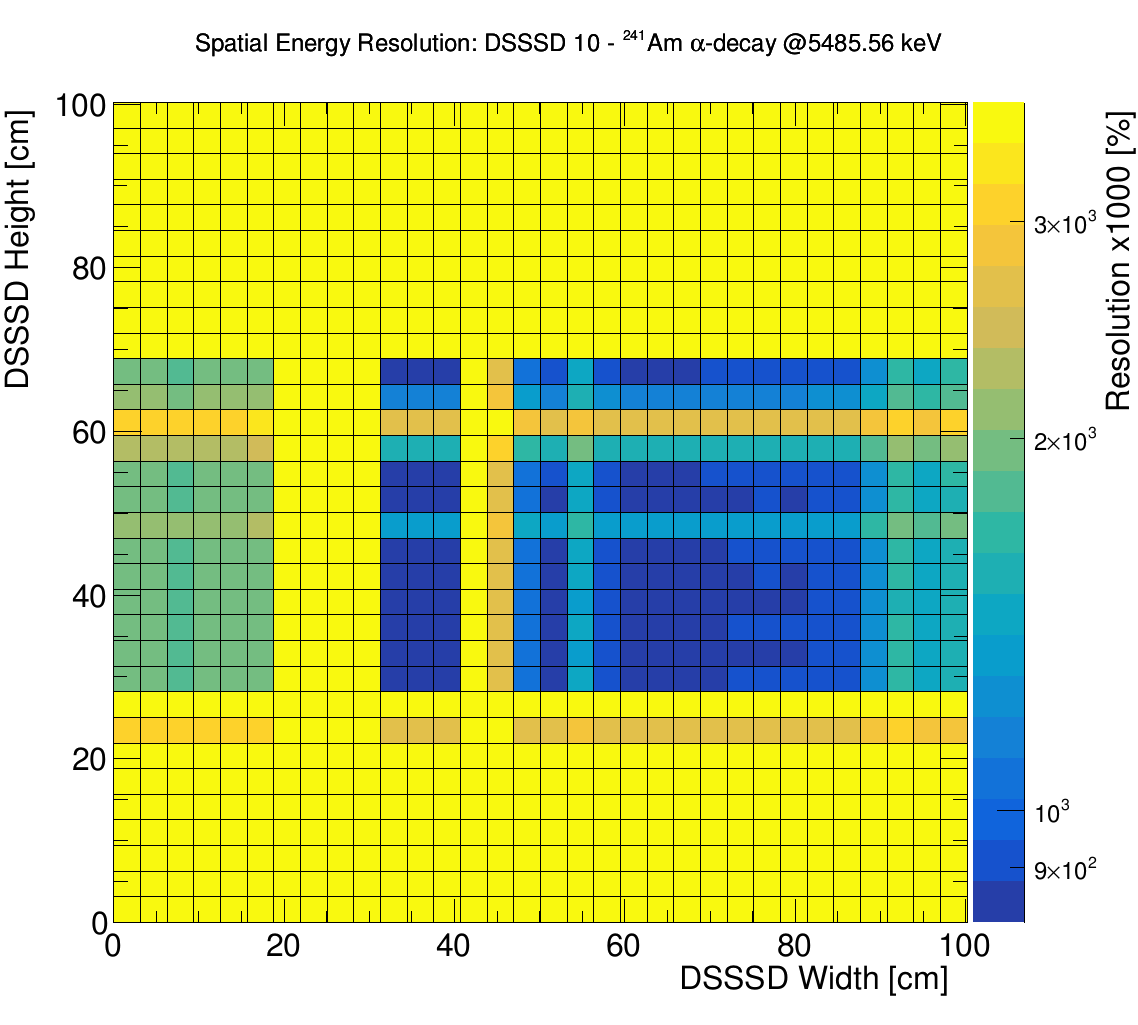 Spatial Energy Resolution: DSSSD 10 - ²⁴¹Am α-decay @5485.56 keV
DSSSD Height [cm]
100
80
60
40
20
0
0 20 40 60 80 100
DSSSD Width [cm]
3×10³
2×10³
10³
9×10²
Resolution x1000 [%]